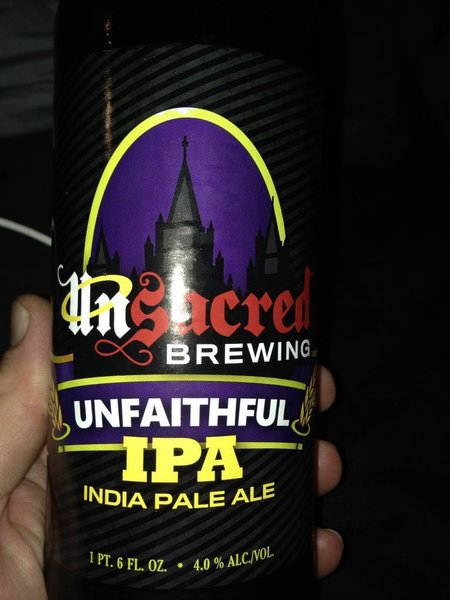 UnSacred
BREWING
UNFAITHFUL
IPA
INDIA PALE ALE
1 PT. 6 FL. OZ. • 4.0 % ALC./VOL.